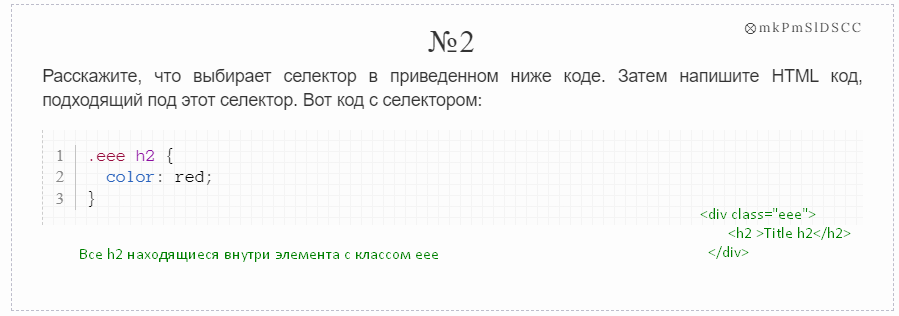 ⊗mkPmSlDSCC
№2
Расскажите, что выбирает селектор в приведенном ниже коде. Затем напишите HTML код,
подходящий под этот селектор. Вот код с селектором:
1 .eee h2 {
2 color: red;
3 }
<div class="eee">
<h2 >Title h2</h2>
</div>
Все h2 находящиеся внутри элемента с классом eee